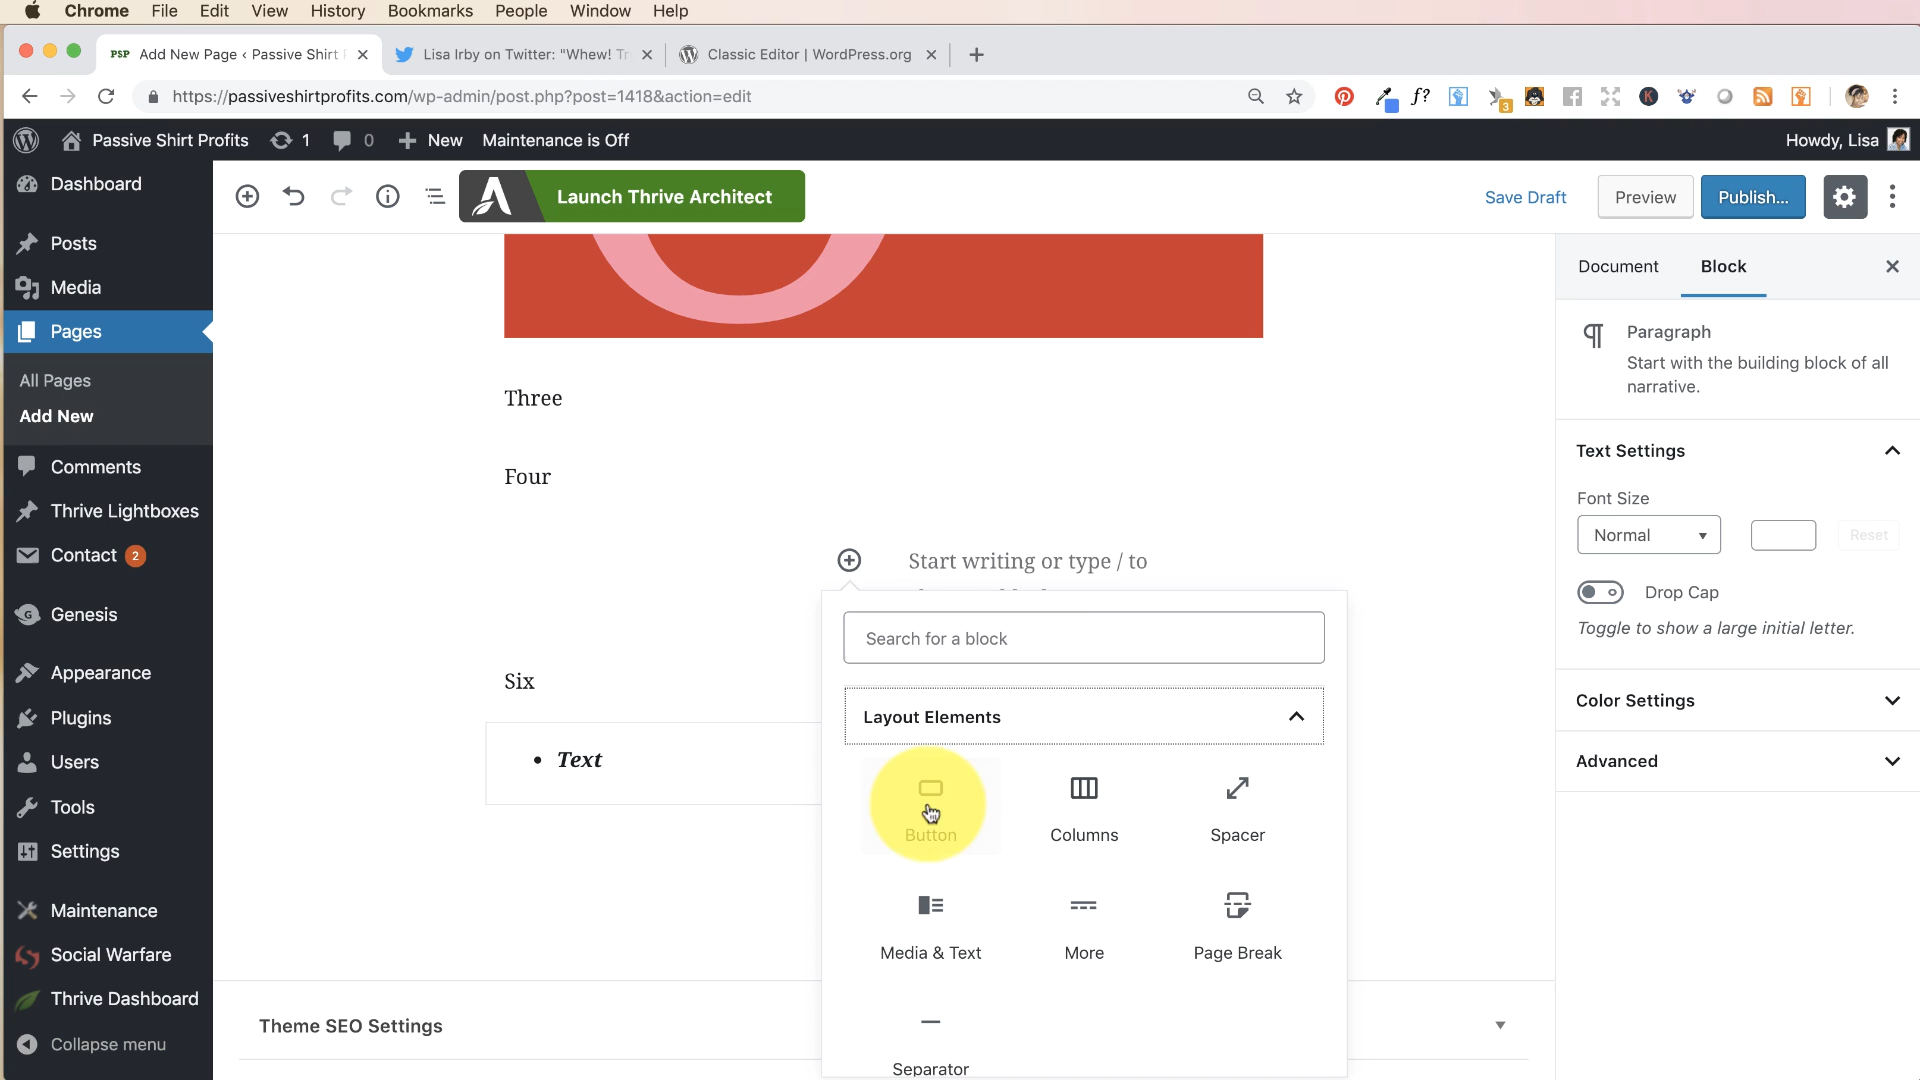 Chrome File Edit View History Bookmarks People Window Help
PSP Add New Page ‹ Passive Shirt
Lisa Irby on Twitter: "Whew!
Classic Editor | WordPress.org
https://passiveshirtprofits.com/wp-admin/post.php?post=1418&action=edit
f?
3
K
Passive Shirt Profits 1 0 New Maintenance is Off
Howdy, Lisa
Dashboard
Posts
Media
Pages
All Pages
Add New
Comments
Thrive Lightboxes
Contact 2
Genesis
Appearance
Plugins
Users
Tools
Settings
Maintenance
Social Warfare
Thrive Dashboard
Collapse menu
Launch Thrive Architect
Save Draft
Preview
Publish...
Three
Four
Start writing or type / to
Six
Text
Search for a block
Layout Elements
Button
Columns
Spacer
Media & Text
More
Page Break
Separator
Theme SEO Settings
Document
Block
Paragraph
Start with the building block of all
narrative.
Text Settings
Font Size
Normal
Reset
Drop Cap
Toggle to show a large initial letter.
Color Settings
Advanced